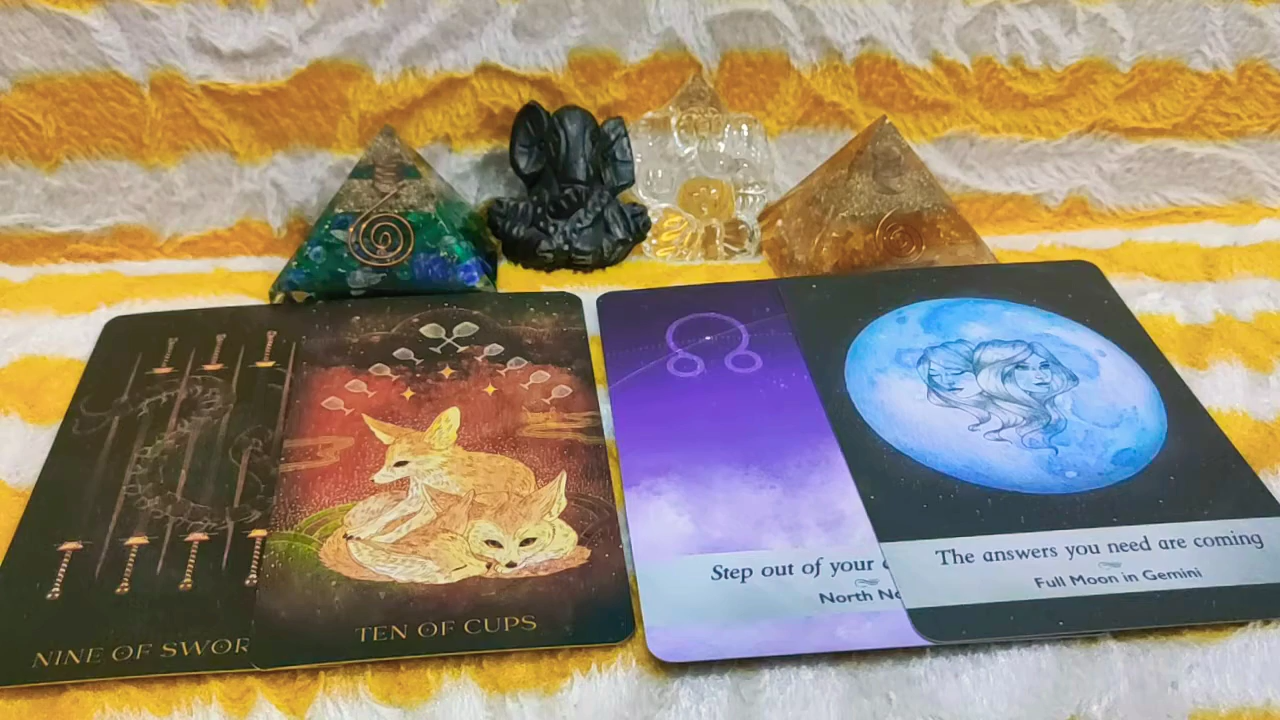 NINE OF SWOR
TEN OF CUPS
Step out of your
North No
The answers you need are coming
Full Moon in Gemini